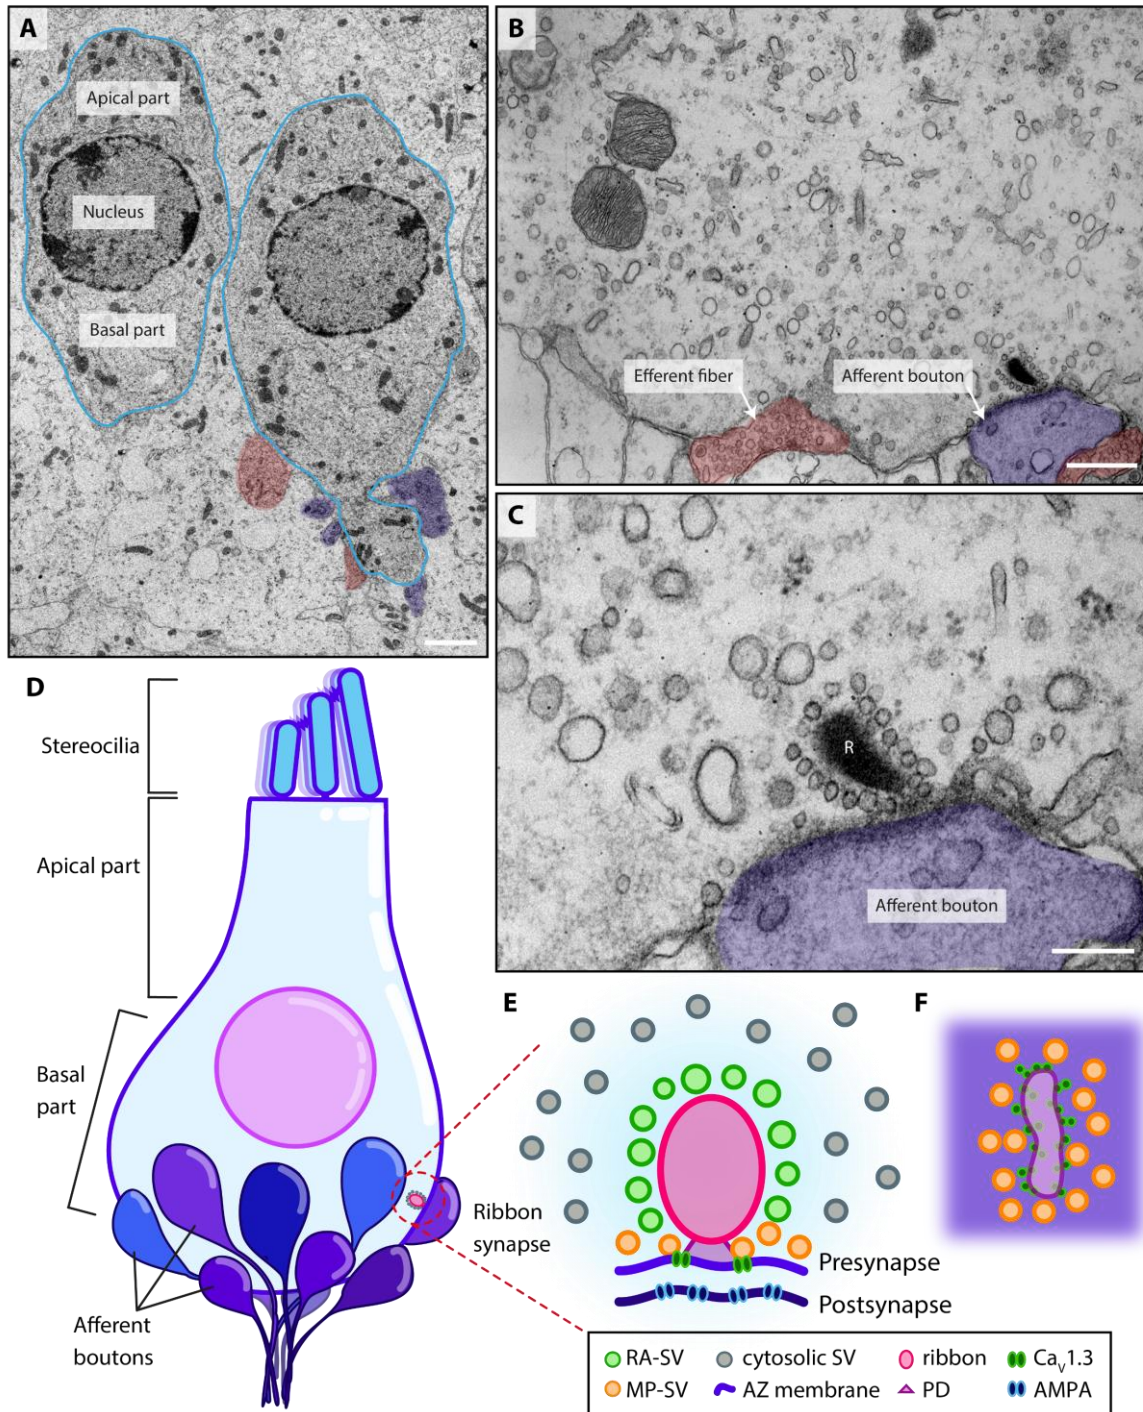 A
Apical part
Nucleus
Basal part
B
Efferent fiber
Afferent bouton
C
R
Afferent bouton
D
Stereocilia
Apical part
Basal
part
Afferent
boutons
Ribbon
synapse
E
Presynapse
Postsynapse
F
RA-SV
cytosolic SV
ribbon
CaV1.3
MP-SV
AZ membrane
PD
AMPA